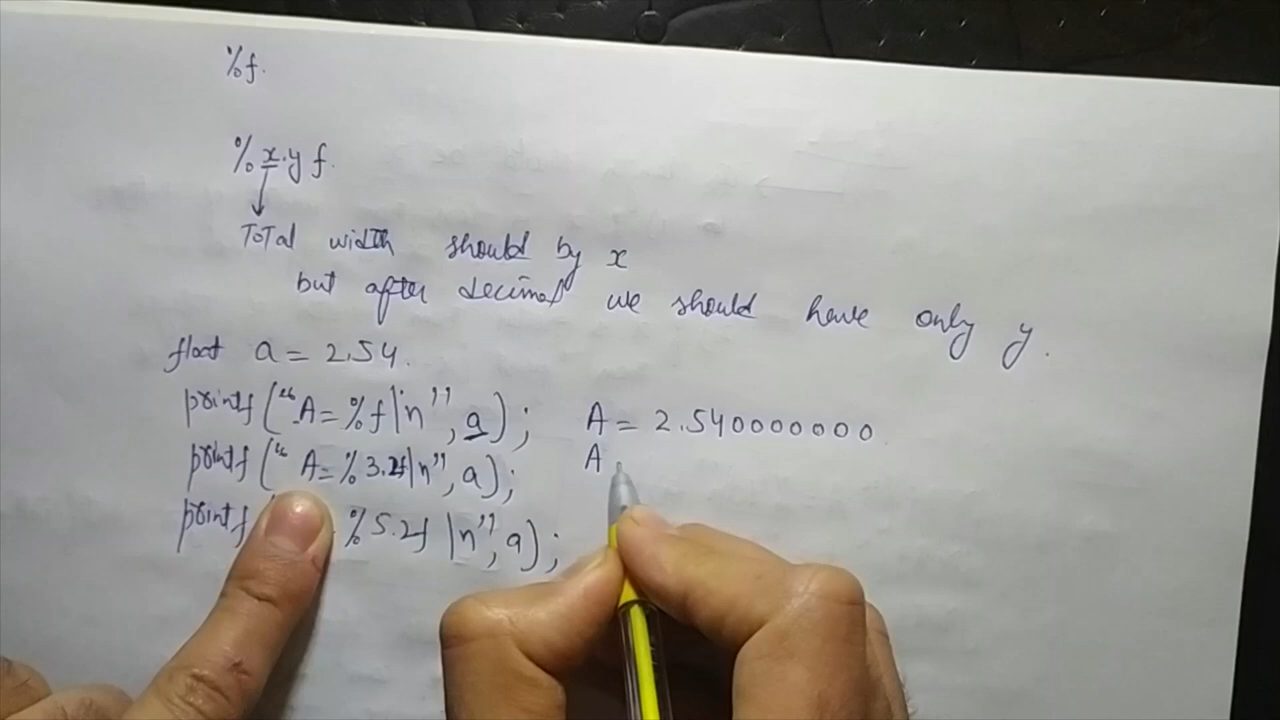 %f.
%x.y f.
Total width should by x
but after decimal we should have only y.
float a = 2.54.
printf("A=%f\n", a);
A = 2.540000000
printf("A=%3.2f\n", a);
A
printf %5.2f \n", a);